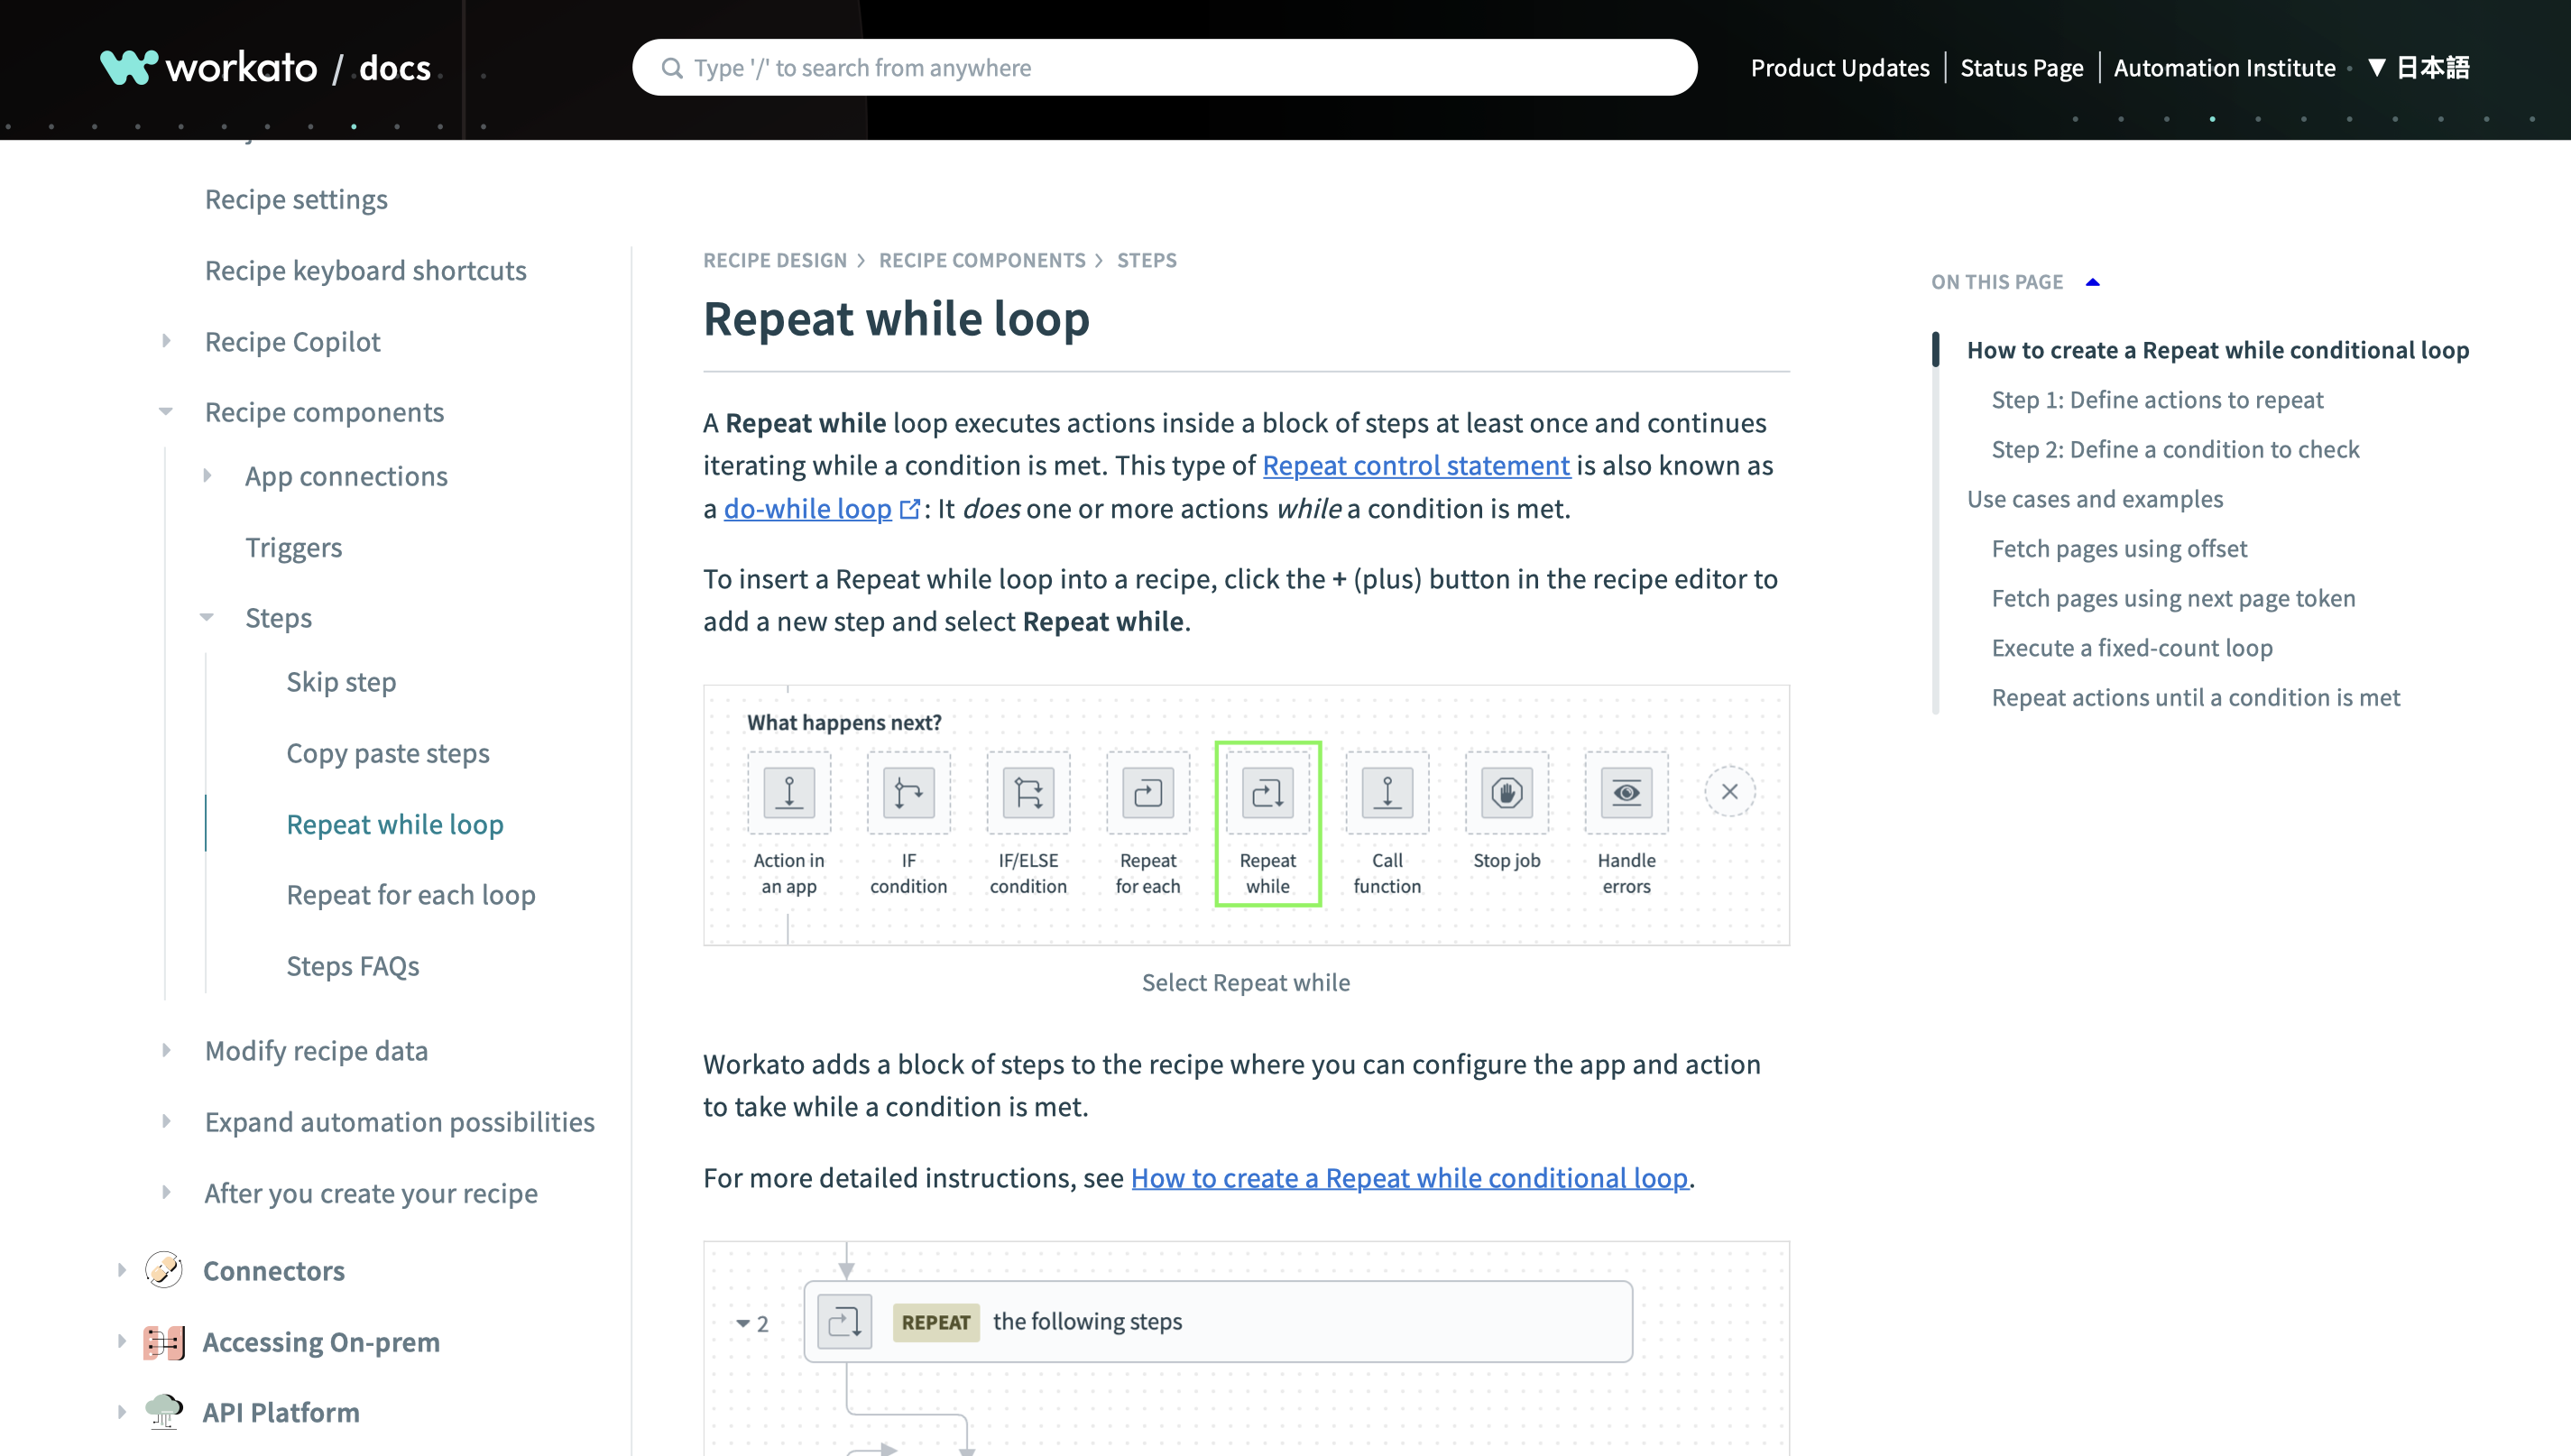 workato / docs
Type '/' to search from anywhere
Product Updates
Status Page
Automation Institute
▼ 日本語
Recipe settings
Recipe keyboard shortcuts
Recipe Copilot
Recipe components
App connections
Triggers
Steps
Skip step
Copy paste steps
Repeat while loop
Repeat for each loop
Steps FAQs
Modify recipe data
Expand automation possibilities
After you create your recipe
Connectors
Accessing On-prem
API Platform
RECIPE DESIGN > RECIPE COMPONENTS > STEPS
Repeat while loop
A Repeat while loop executes actions inside a block of steps at least once and continues
iterating while a condition is met. This type of Repeat control statement is also known as
a do-while loop : It does one or more actions while a condition is met.
To insert a Repeat while loop into a recipe, click the + (plus) button in the recipe editor to
add a new step and select Repeat while.
What happens next?
Action in
an app
IF
condition
IF/ELSE
condition
Repeat
for each
Repeat
while
Call
function
Stop job
Handle
errors
Select Repeat while
Workato adds a block of steps to the recipe where you can configure the app and action
to take while a condition is met.
For more detailed instructions, see How to create a Repeat while conditional loop.
2
REPEAT the following steps
ON THIS PAGE
How to create a Repeat while conditional loop
Step 1: Define actions to repeat
Step 2: Define a condition to check
Use cases and examples
Fetch pages using offset
Fetch pages using next page token
Execute a fixed-count loop
Repeat actions until a condition is met